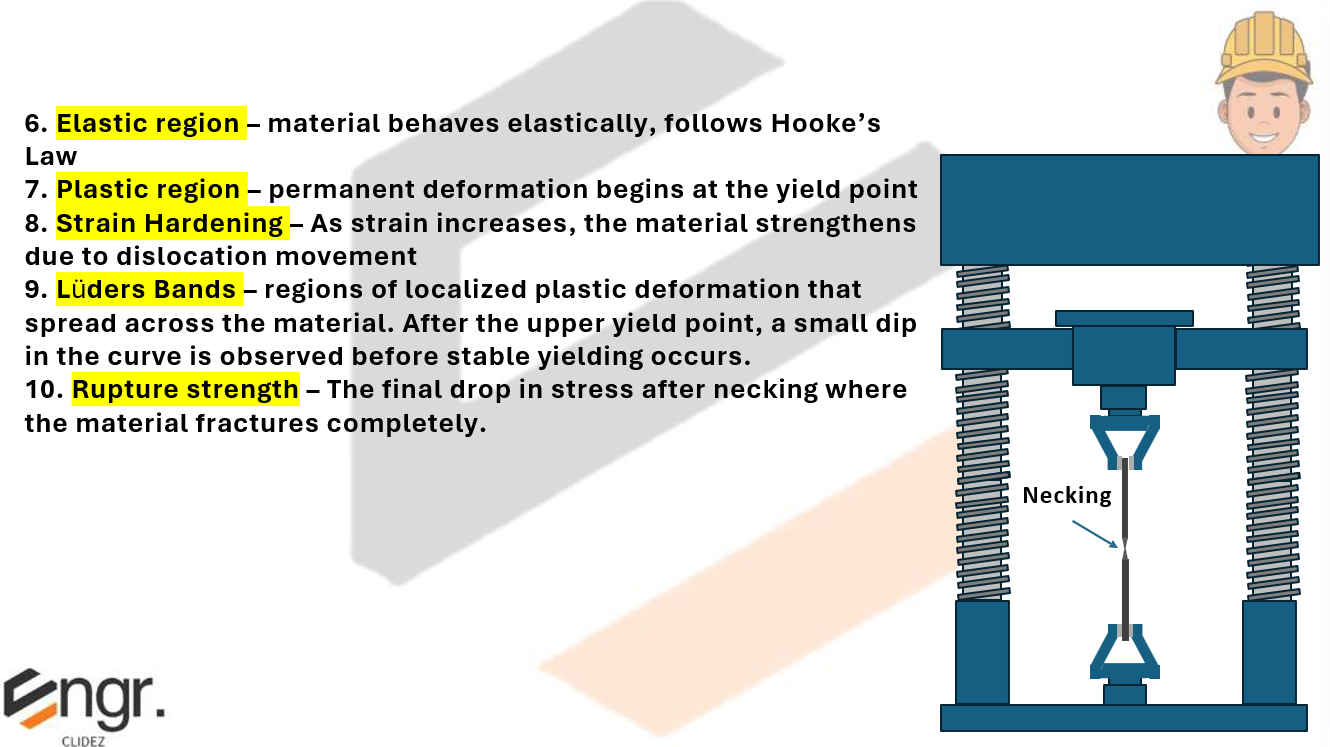 6. Elastic region – material behaves elastically, follows Hooke’s
Law
7. Plastic region – permanent deformation begins at the yield point
8. Strain Hardening – As strain increases, the material strengthens
due to dislocation movement
9. Lüders Bands – regions of localized plastic deformation that
spread across the material. After the upper yield point, a small dip
in the curve is observed before stable yielding occurs.
10. Rupture strength – The final drop in stress after necking where
the material fractures completely.
Necking
Engr.
CLIDEZ